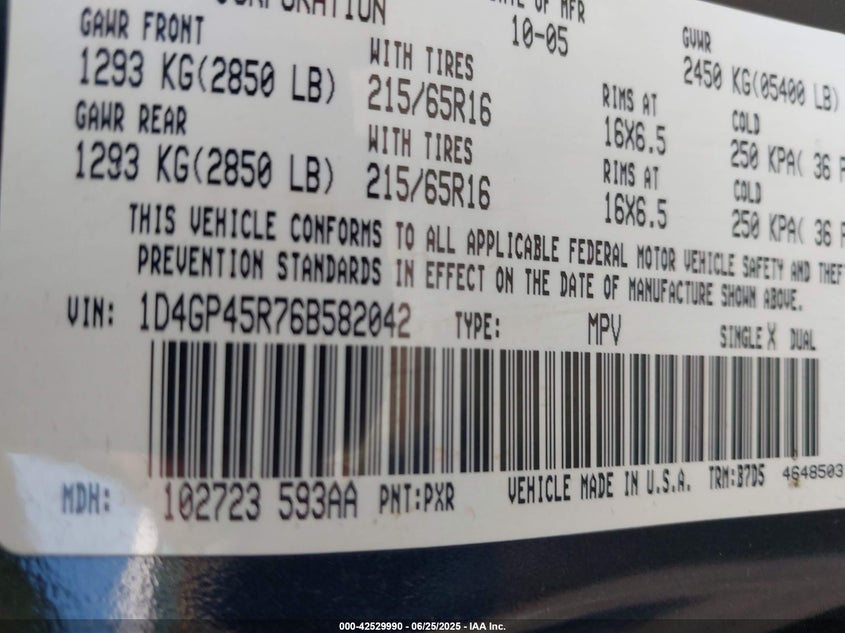 CORPORATION
DATE OF MFR
10-05
GAWR FRONT
WITH TIRES
GVWR
1293 KG(2850 LB)
215/65R16
RIMS AT
16X6.5
2450 KG(05400 LB)
COLD
250 KPA( 36 P
GAWR REAR
WITH TIRES
1293 KG(2850 LB)
215/65R16
RIMS AT
16X6.5
COLD
250 KPA( 36 P
THIS VEHICLE CONFORMS TO ALL APPLICABLE FEDERAL MOTOR VEHICLE SAFETY AND THEFT
PREVENTION STANDARDS IN EFFECT ON THE DATE OF MANUFACTURE SHOWN ABOVE.
VIN: 1D4GP45R76B582042 TYPE: MPV SINGLE X DUAL
MDH: 102723 593AA PNT:PXR VEHICLE MADE IN U.S.A. TRM:B7D5 4648503
000-42529990 - 06/25/2025 - IAA Inc.